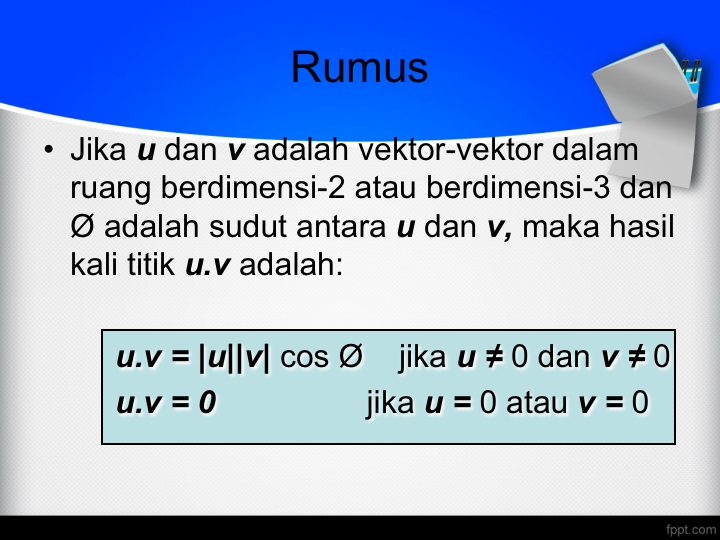 Rumus
• Jika u dan v adalah vektor-vektor dalam
ruang berdimensi-2 atau berdimensi-3 dan
Ø adalah sudut antara u dan v, maka hasil
kali titik u.v adalah:
u.v = |u||v| cos Ø jika u ≠ 0 dan v ≠ 0
u.v = 0 jika u = 0 atau v = 0
fppt.com